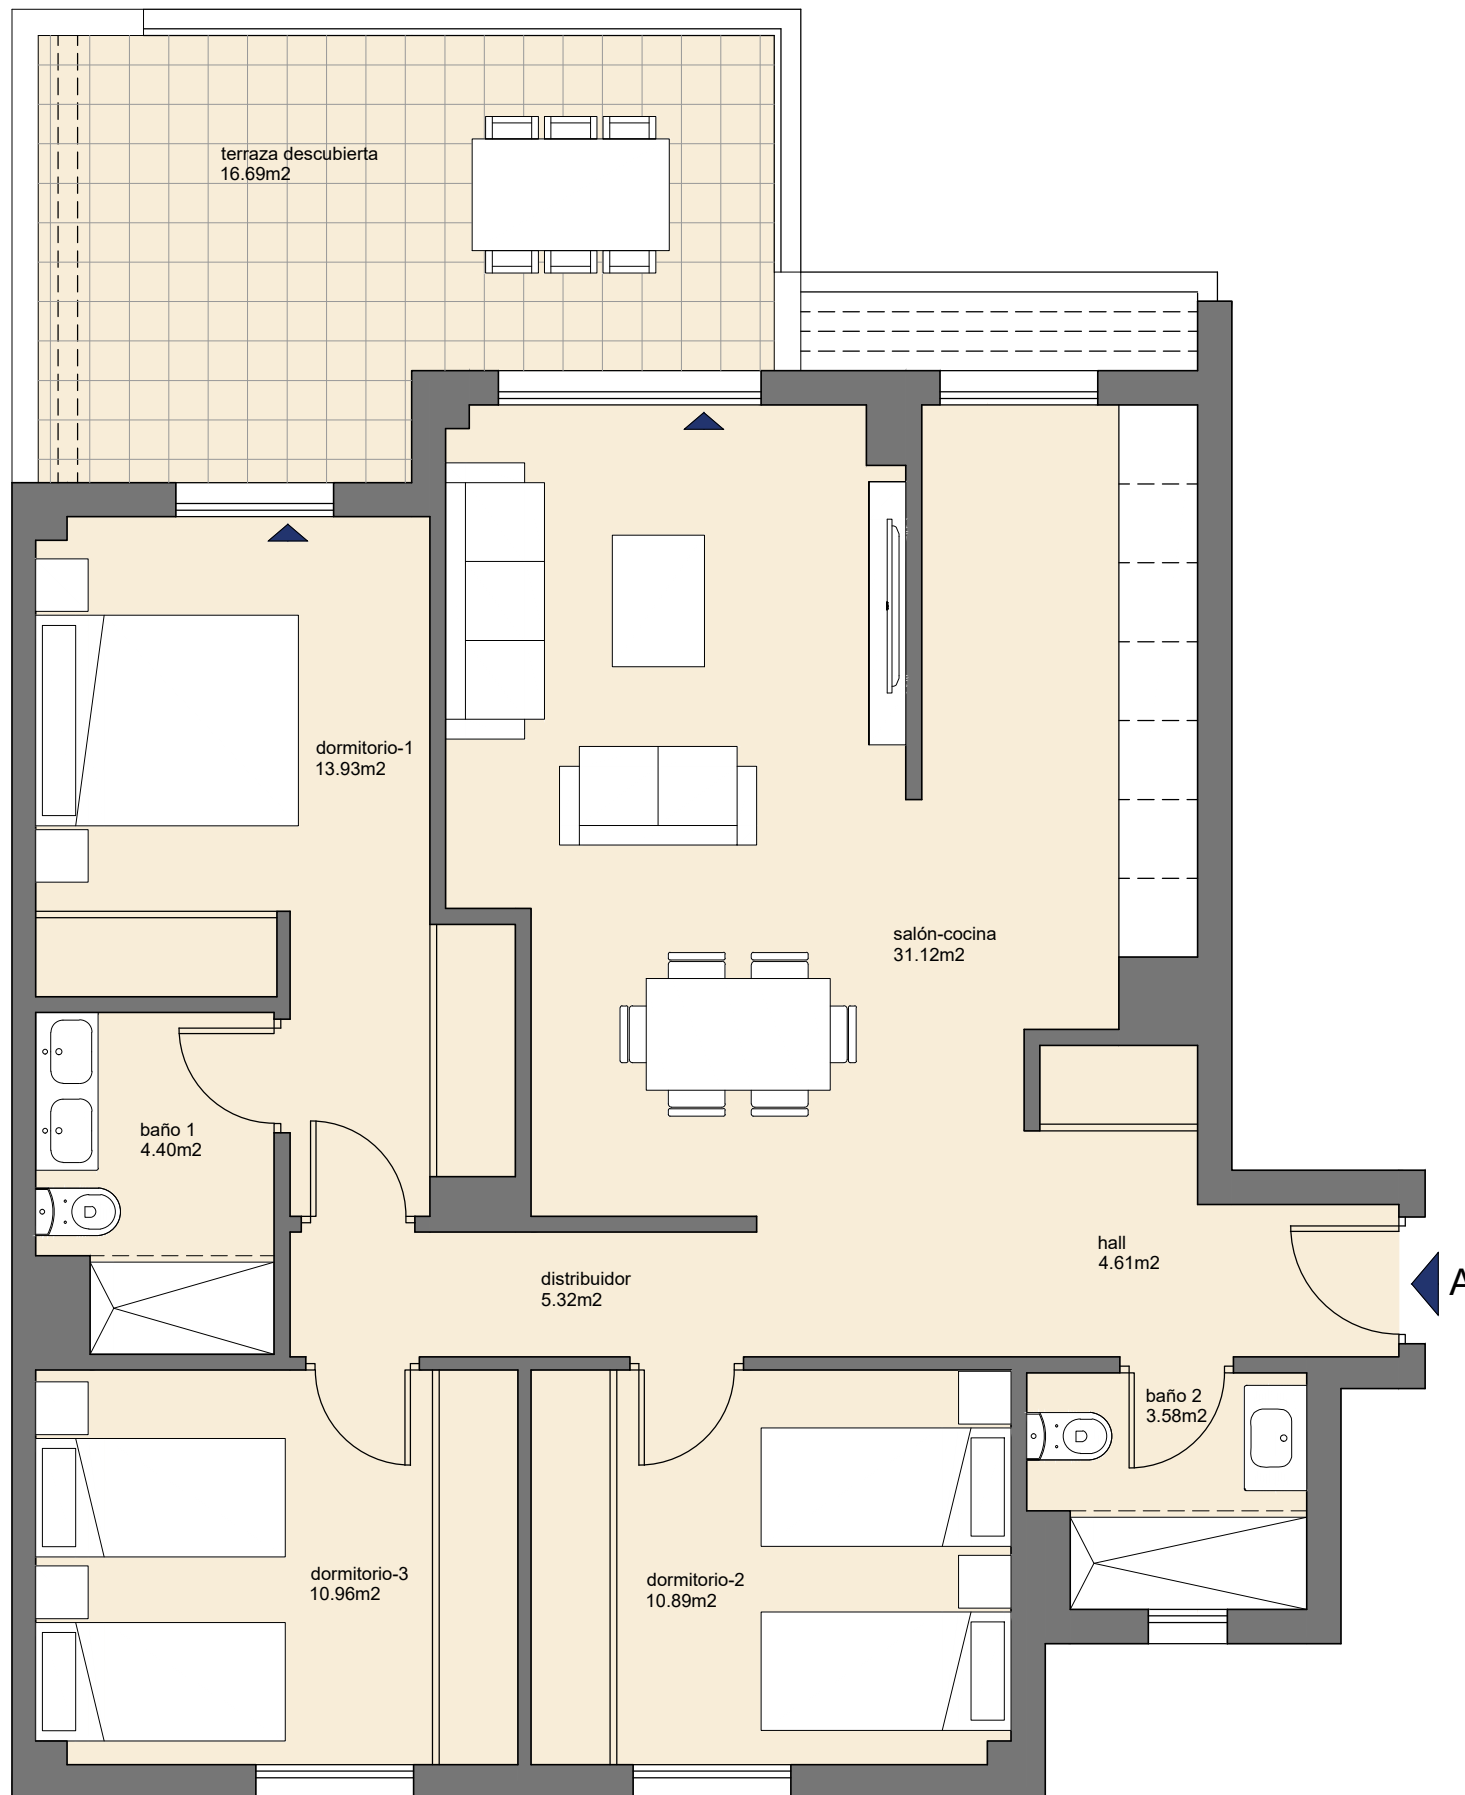 terraza descubierta
16.69m2
dormitorio-1
13.93m2
salón-cocina
31.12m2
baño 1
4.40m2
hall
4.61m2
distribuidor
5.32m2
A
baño 2
3.58m2
dormitorio-3
10.96m2
dormitorio-2
10.89m2